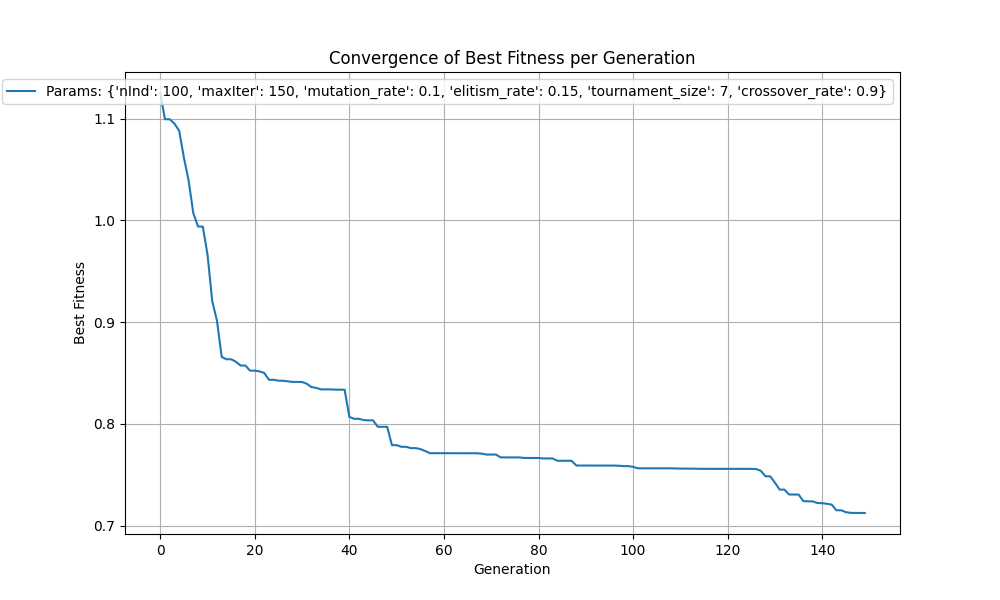 Convergence of Best Fitness per Generation
Params: {'nInd': 100, 'maxIter': 150, 'mutation_rate': 0.1, 'elitism_rate': 0.15, 'tournament_size': 7, 'crossover_rate': 0.9}
1.1
1.0
0.9
0.8
0.7
Best Fitness
0 20 40 60 80 100 120 140
Generation